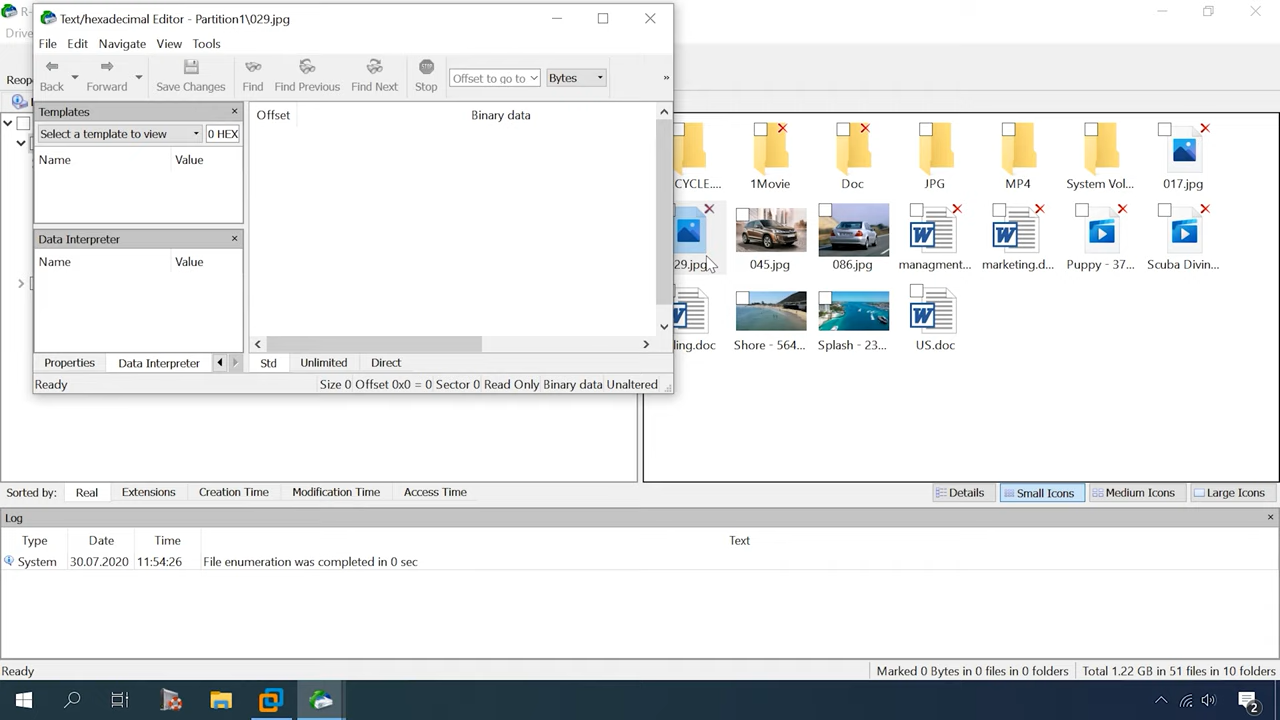 Text/hexadecimal Editor - Partition1\029.jpg
File Edit Navigate View Tools
Back Forward Save Changes Find Find Previous Find Next Stop Offset to go to Bytes »
Templates
Select a template to view 0 HEX
Name Value
Data Interpreter
Name Value
Properties Data Interpreter
Offset Binary data
Std Unlimited Direct
Ready Size 0 Offset 0x0 = 0 Sector 0 Read Only Binary data Unaltered
R-
Drive
Reop
CYCLE.... 1Movie Doc JPG MP4 System Vol... 017.jpg
29.jpg 045.jpg 086.jpg managment... marketing.d... Puppy - 37... Scuba Divin...
ling.doc Shore - 564... Splash - 23... US.doc
Sorted by: Real Extensions Creation Time Modification Time Access Time
Details Small Icons Medium Icons Large Icons
Log
Type Date Time Text
System 30.07.2020 11:54:26 File enumeration was completed in 0 sec
Ready Marked 0 Bytes in 0 files in 0 folders Total 1.22 GB in 51 files in 10 folders
2